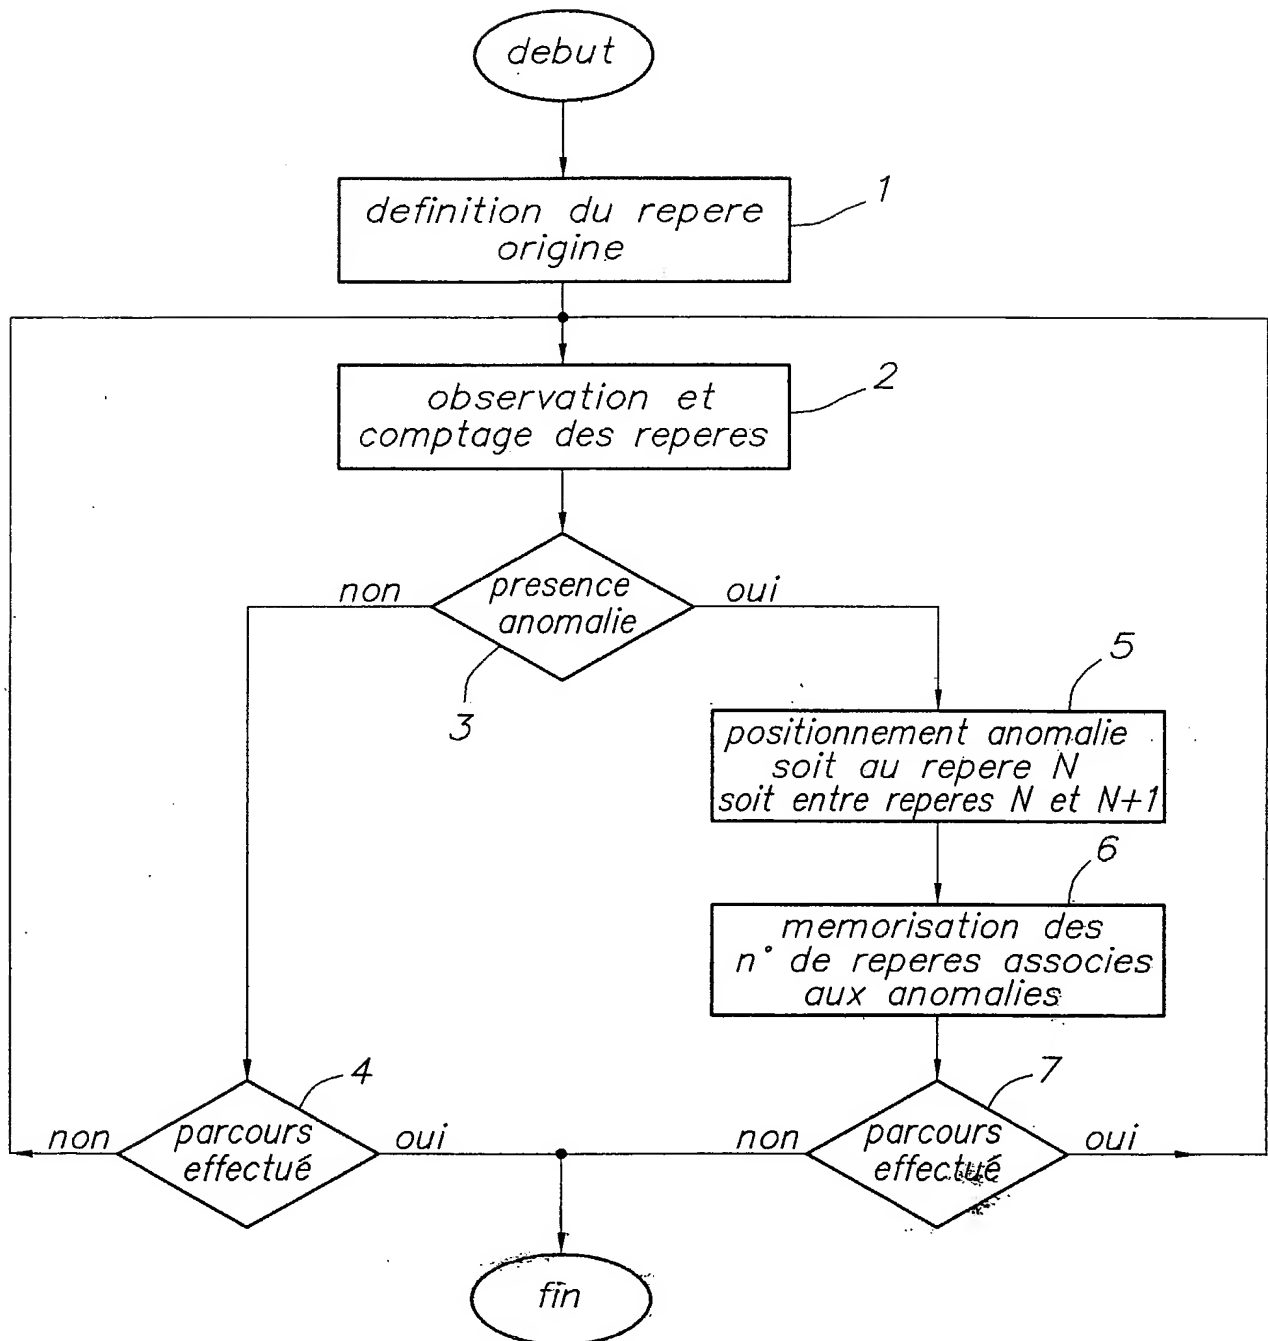 debut
definition du repere
origine
1
observation et
comptage des reperes
2
non
presence
anomalie
oui
3
5
positionnement anomalie
soit au repere N
soit entre reperes N et N+1
6
memorisation des
n° de reperes associes
aux anomalies
4
7
non
parcours
effectué
oui
non
parcours
effectué
oui
fin